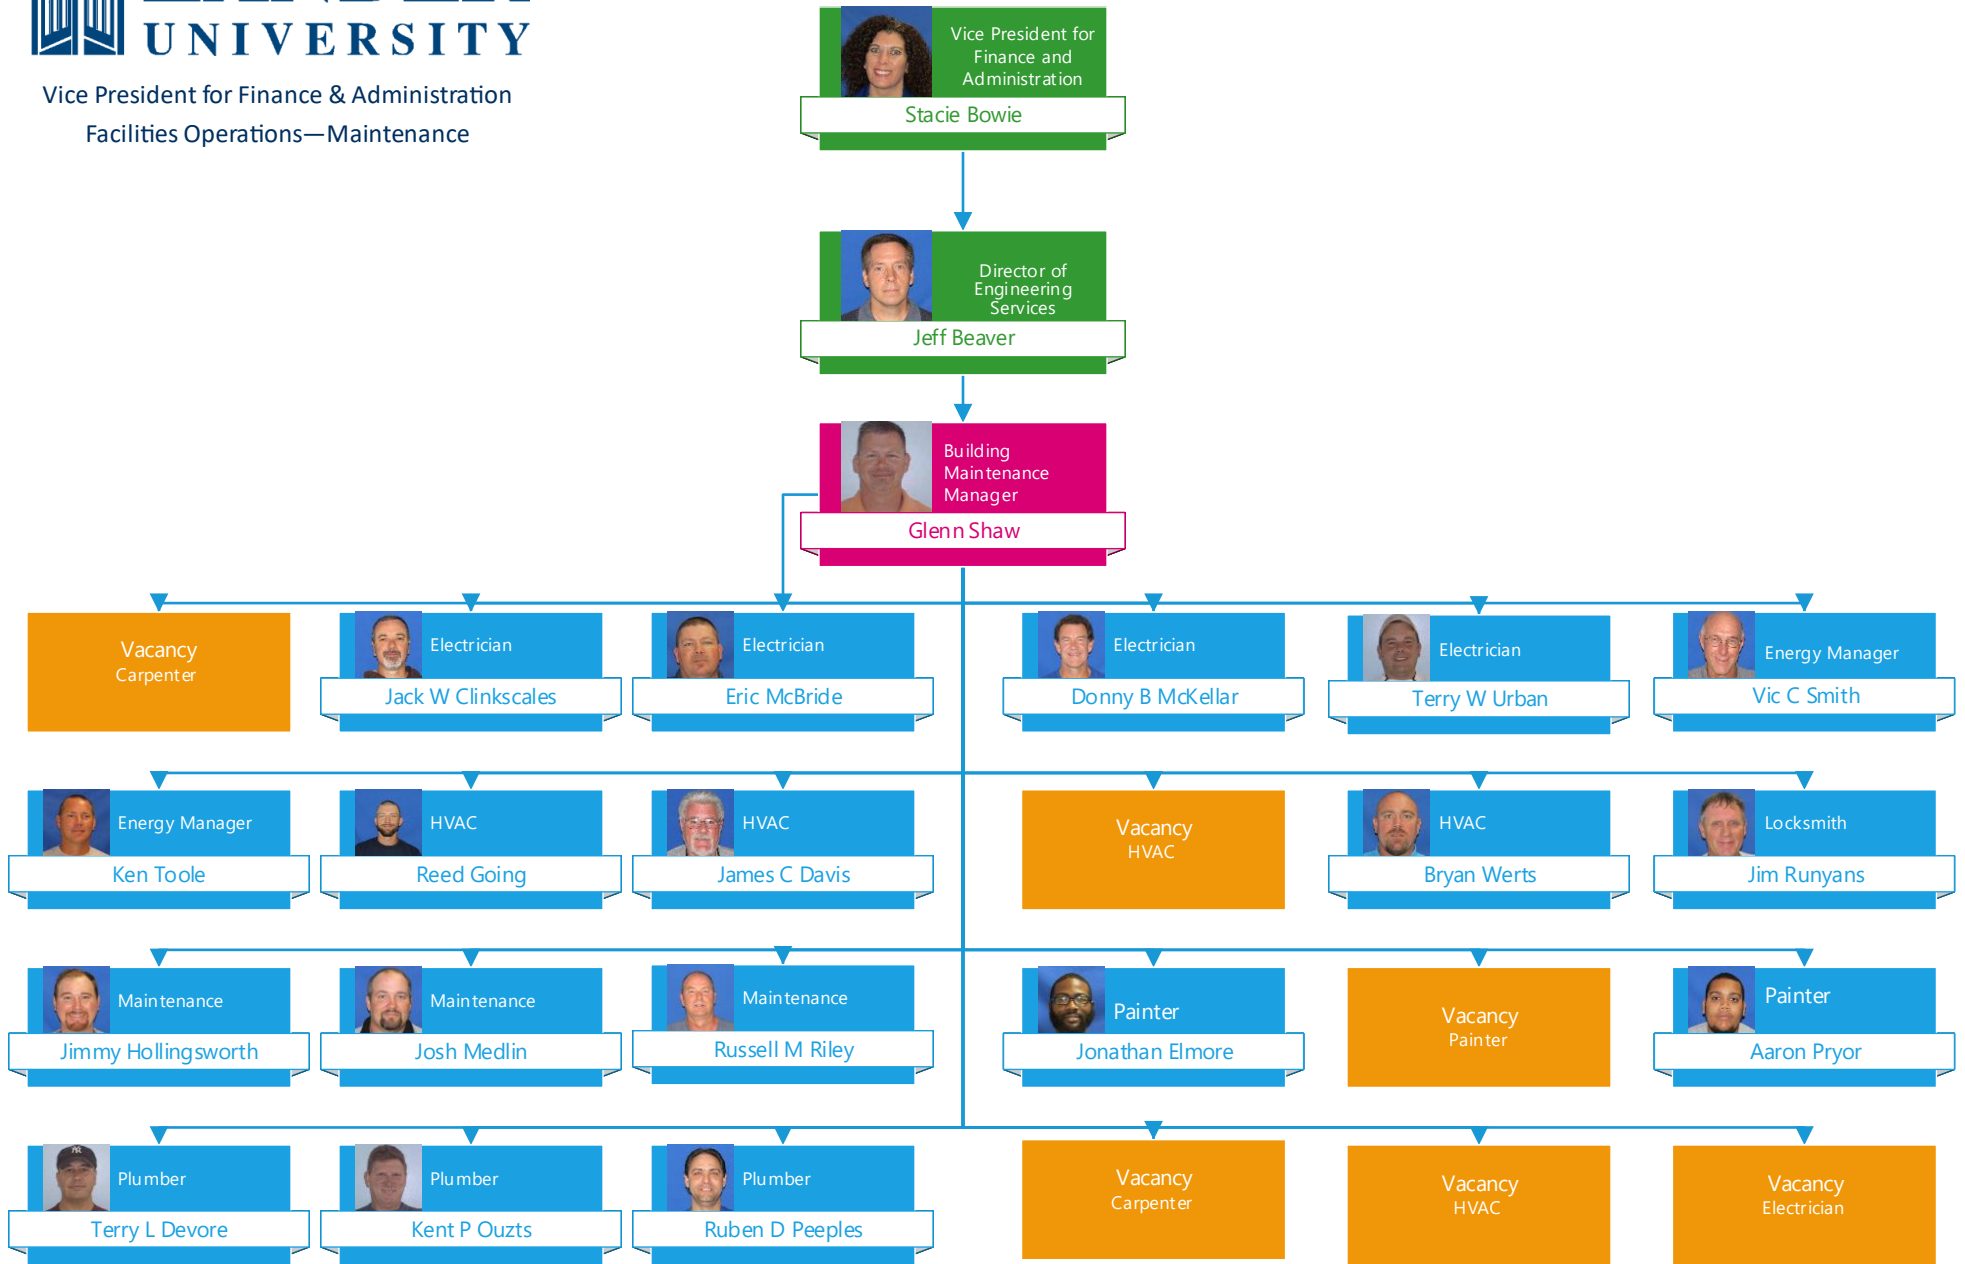 UNIVERSITY
Vice President for Finance & Administration
Facilities Operations—Maintenance
Vice President for
Finance and
Administration
Stacie Bowie
Director of
Engineering
Services
Jeff Beaver
Building
Maintenance
Manager
Glenn Shaw
Vacancy
Carpenter
Electrician
Jack W Clinkscales
Electrician
Eric McBride
Electrician
Donny B McKellar
Electrician
Terry W Urban
Energy Manager
Vic C Smith
Energy Manager
Ken Toole
HVAC
Reed Going
HVAC
James C Davis
Vacancy
HVAC
HVAC
Bryan Werts
Locksmith
Jim Runyans
Maintenance
Jimmy Hollingsworth
Maintenance
Josh Medlin
Maintenance
Russell M Riley
Painter
Jonathan Elmore
Vacancy
Painter
Painter
Aaron Pryor
Plumber
Terry L Devore
Plumber
Kent P Ouzts
Plumber
Ruben D Peeples
Vacancy
Carpenter
Vacancy
HVAC
Vacancy
Electrician